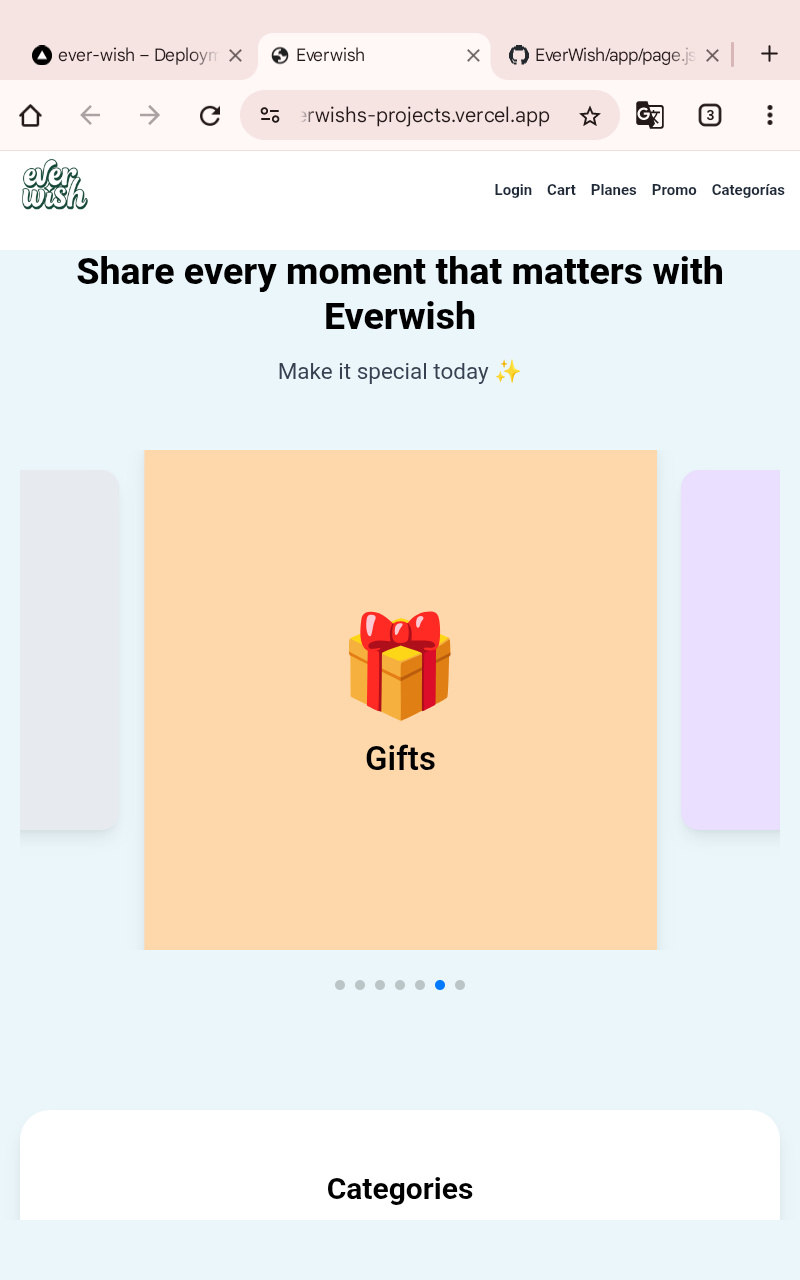 ever-wish – Deploym
Everwish
EverWish/app/page.js
erwishs-projects.vercel.app
3
ever
wish
Login Cart Planes Promo Categorías
Share every moment that matters with
Everwish
Make it special today ✨
Gifts
Categories